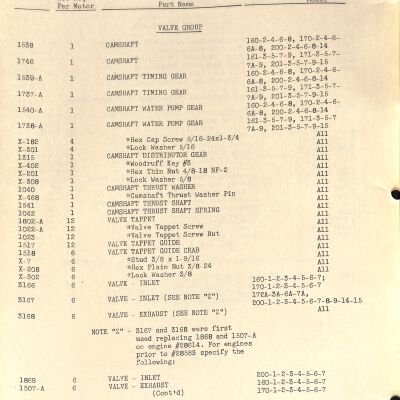 Per Motor Part Name
VALVE GROUP
1538 1 CAMSHAFT 160-2-4-6-8, 170-2-4-6-
6A-8, 200-2-4-6-8-14
1746 1 CAMSHAFT 161-3-5-7-9, 171-3-5-7-
7A-9, 201-3-5-7-9-15
1539-A 1 CAMSHAFT TIMING GEAR 160-2-4-6-8, 170-2-4-6-
6A-8, 200-2-4-6-8-14
1737-A 1 CAMSHAFT TIMING GEAR 161-3-5-7-9, 171-3-5-7-
7A-9, 201-3-5-7-9-15
1540-A 1 CAMSHAFT WATER PUMP GEAR 160-2-4-6-8, 170-2-4-6-
6A-8, 200-2-4-6-8-14
1738-A 1 CAMSHAFT WATER PUMP GEAR 161-3-5-7-9, 171-3-5-7
7A-9, 201-3-5-7-9-15
X-182 4 *Hex Cap Screw 5/16-24x1-3/4 All
X-301 4 *Lock Washer 5/16 All
1315 1 CAMSHAFT DISTRIBUTOR GEAR All
X-402 1 *Woodruff Key #3 All
X-201 1 *Hex Thin Nut 4/8-18 NF-2 All
X-308 1 *Lock Washer 5/8 All
1040 1 CAMSHAFT THRUST WASHER All
X-468 1 *Camshaft Thrust Washer Pin All
1541 1 CAMSHAFT THRUST SHAFT All
1042 1 CAMSHAFT THRUST SHAFT SPRING All
1802-A 12 VALVE TAPPET All
1022-A 12 *Valve Tappet Screw All
1023 12 *Valve Tappet Screw Nut All
1517 12 VALVE TAPPET GUIDE All
1518 6 VALVE TAPPET GUIDE CRAB All
X-7 6 *Stud 3/8 x 1-9/16 All
X-208 6 *Hex Plain Nut 3/8-24 All
X-302 6 *Lock Washer 3/8 All
3166 6 VALVE - INLET 160-1-2-3-4-5-6-7;
170-1-2-3-4-5-6-7
3167 6 VALVE - INLET (SEE NOTE "Z") 172A-3A-6A-7A,
200-1-2-3-4-5-6-7-8-9-14-15
3168 6 VALVE - EXHAUST (SEE NOTE "Z") All
NOTE "Z" - 3167 and 3168 were first
used replacing 1868 and 1507-A
on engine #28614. For engines
prior to #28583 specify the
following:
1868 6 VALVE - INLET 200-1-2-3-4-5-6-7
1507-A 6 VALVE - EXHAUST 160-1-2-3-4-5-6-7
(Cont'd) 170-1-2-3-4-5-6-7